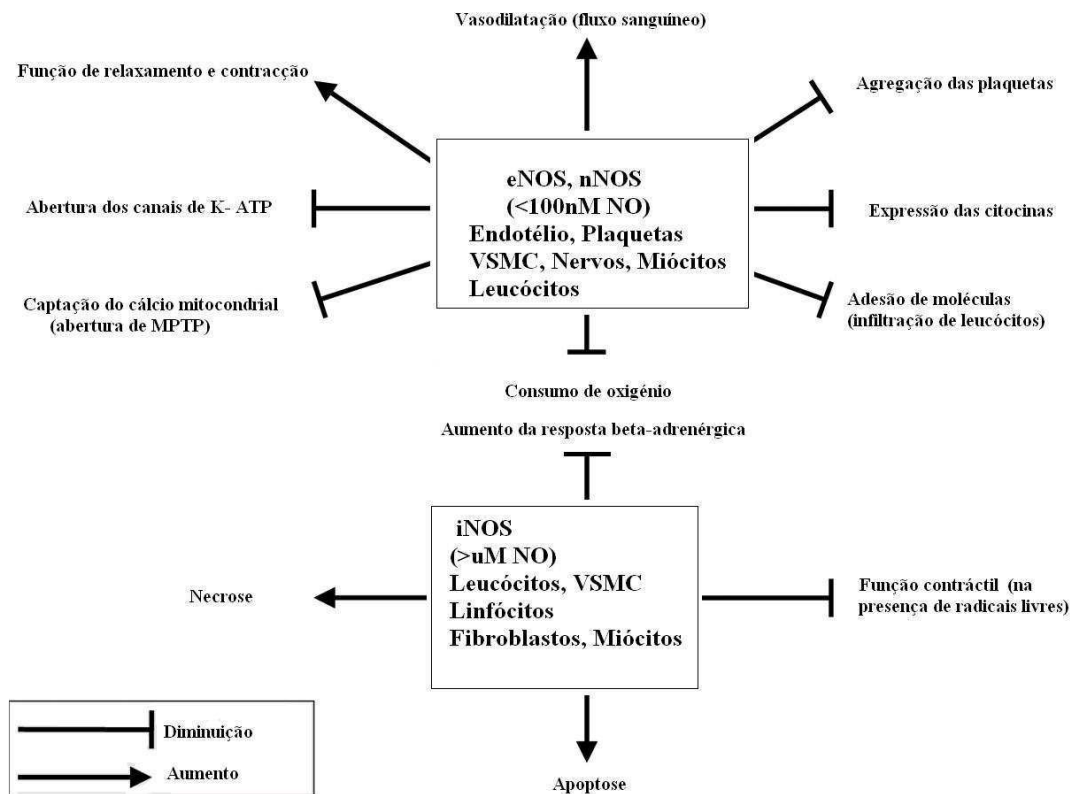 Vasodilatação (fluxo sanguíneo)
Função de relaxamento e contracção
Agregação das plaquetas
eNOS, nNOS
(<100nM NO)
Endotélio, Plaquetas
VSMC, Nervos, Miócitos
Leucócitos
Abertura dos canais de K- ATP
Expressão das citocinas
Captação do cálcio mitocondrial
(abertura de MPTP)
Adesão de moléculas
(infiltração de leucócitos)
Consumo de oxigénio
Aumento da resposta beta-adrenérgica
iNOS
(>uM NO)
Leucócitos, VSMC
Linfócitos
Fibroblastos, Miócitos
Necrose
Função contráctil (na
presença de radicais livres)
Diminuição
Aumento
Apoptose